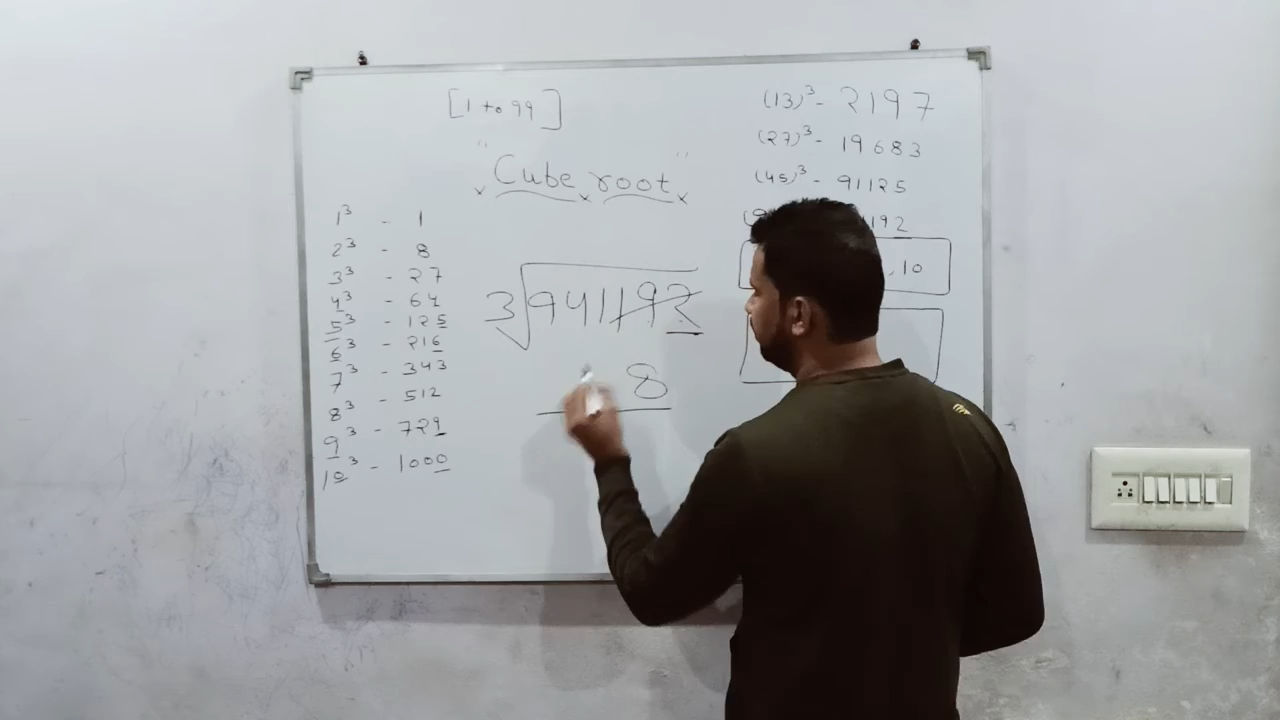 [1 to 99]
"Cube root"
1³ - 1
2³ - 8
3³ - 27
4³ - 64
5³ - 125
6³ - 216
7³ - 343
8³ - 512
9³ - 729
10³ - 1000
3√941192
8
(13)³ - 2197
(27)³ - 19683
(45)³ - 91125
192
, 10